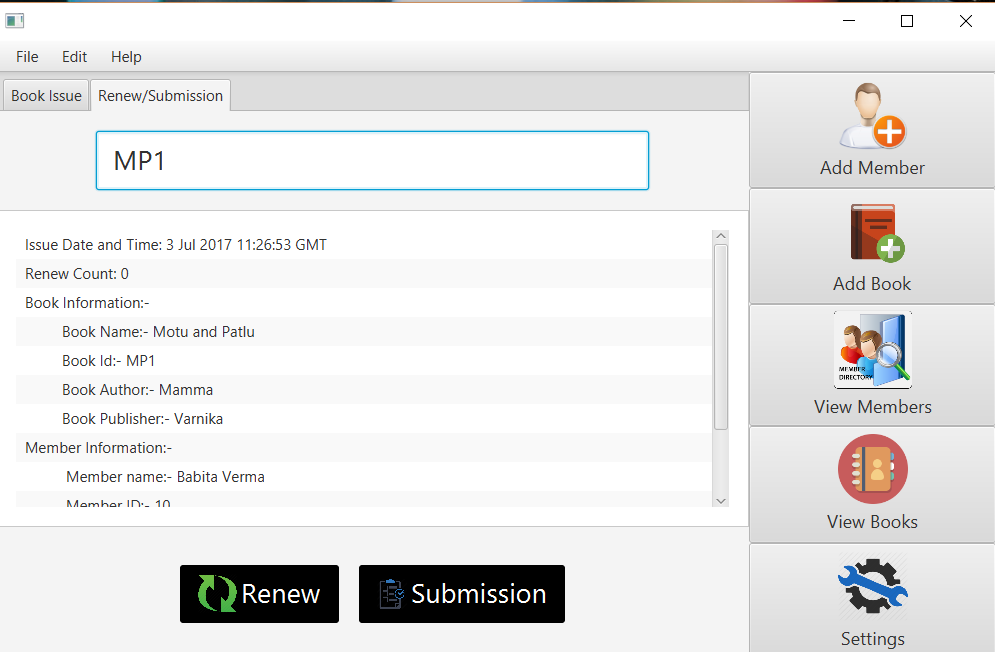 File Edit Help
Book Issue Renew/Submission
MP1
Issue Date and Time: 3 Jul 2017 11:26:53 GMT
Renew Count: 0
Book Information:-
Book Name:- Motu and Patlu
Book Id:- MP1
Book Author:- Mamma
Book Publisher:- Varnika
Member Information:-
Member name:- Babita Verma
Member ID:- 10
Renew Submission
Add Member
Add Book
MEMBER
DIRECTORY
View Members
View Books
Settings